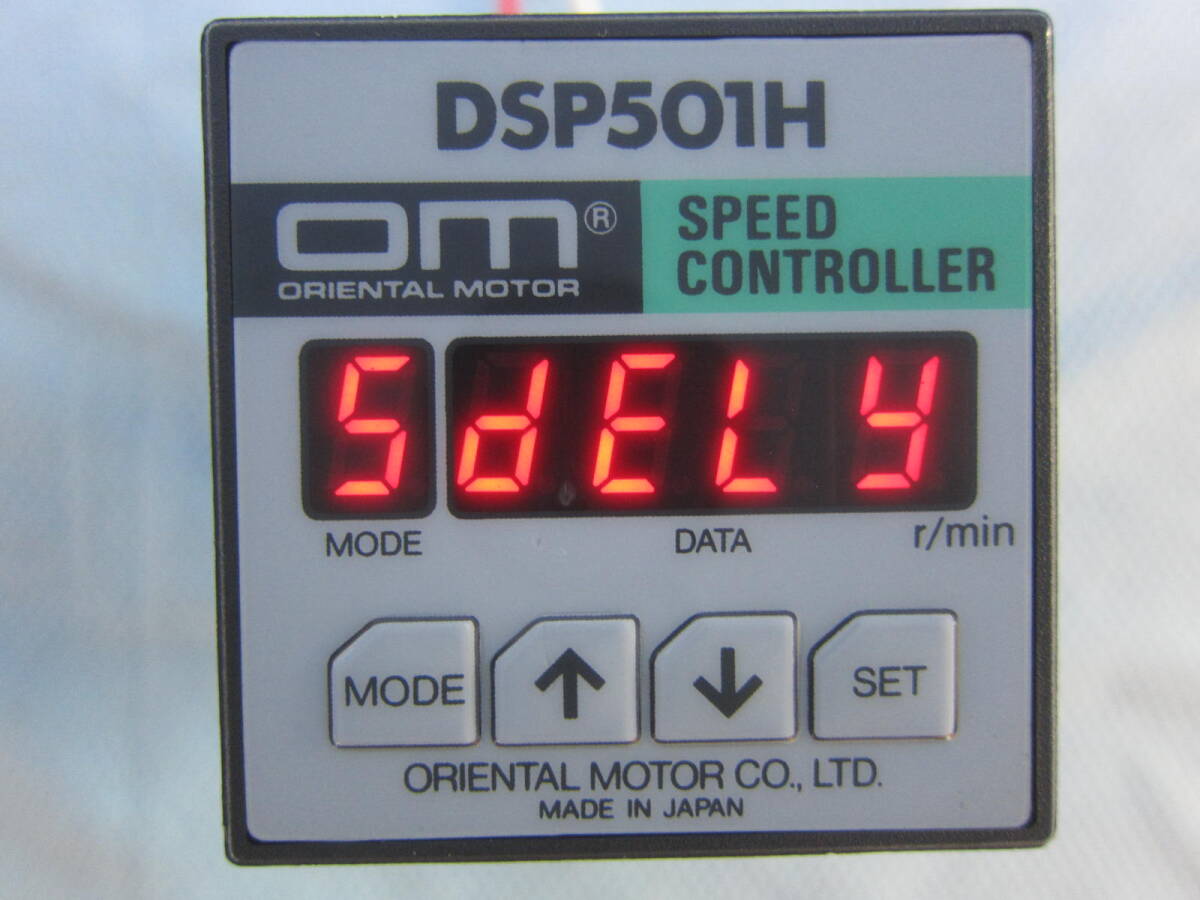 DSP501H
OM®
ORIENTAL MOTOR
SPEED
CONTROLLER
5 dELY
MODE DATA r/min
MODE ↑ ↓ SET
ORIENTAL MOTOR CO., LTD.
MADE IN JAPAN